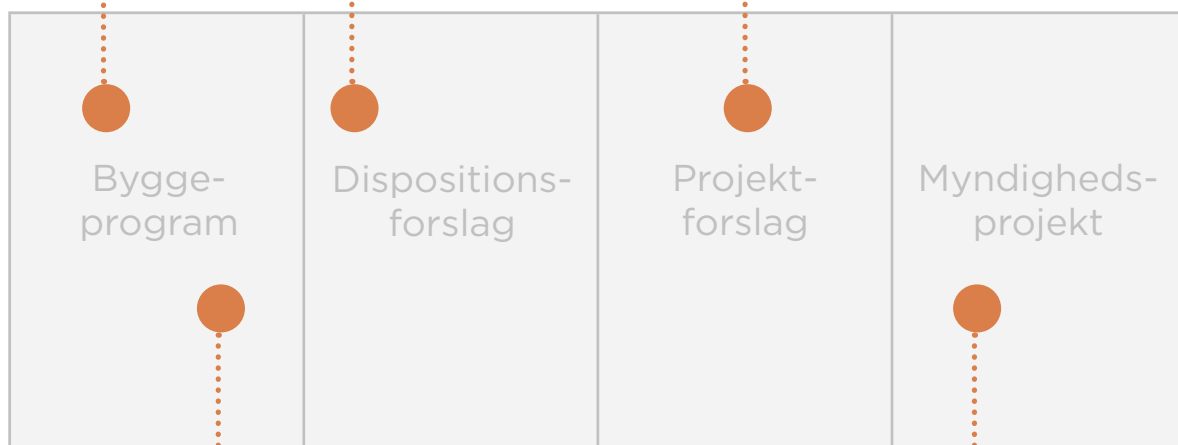 Bygge-
program
Dispositions-
forslag
Projekt-
forslag
Myndigheds-
projekt